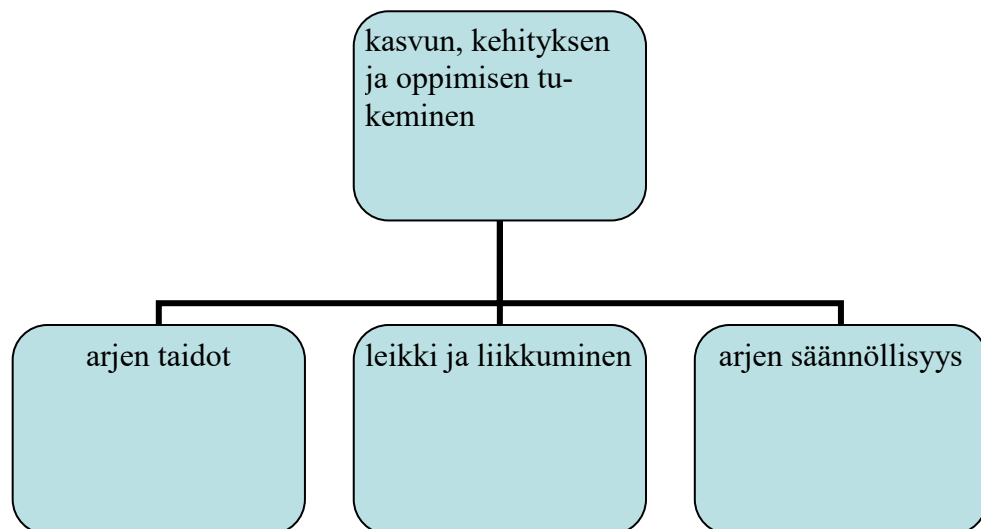 kasvun, kehityksen
ja oppimisen tu-
keminen
arjen taidot
leikki ja liikkuminen
arjen säännöllisyys